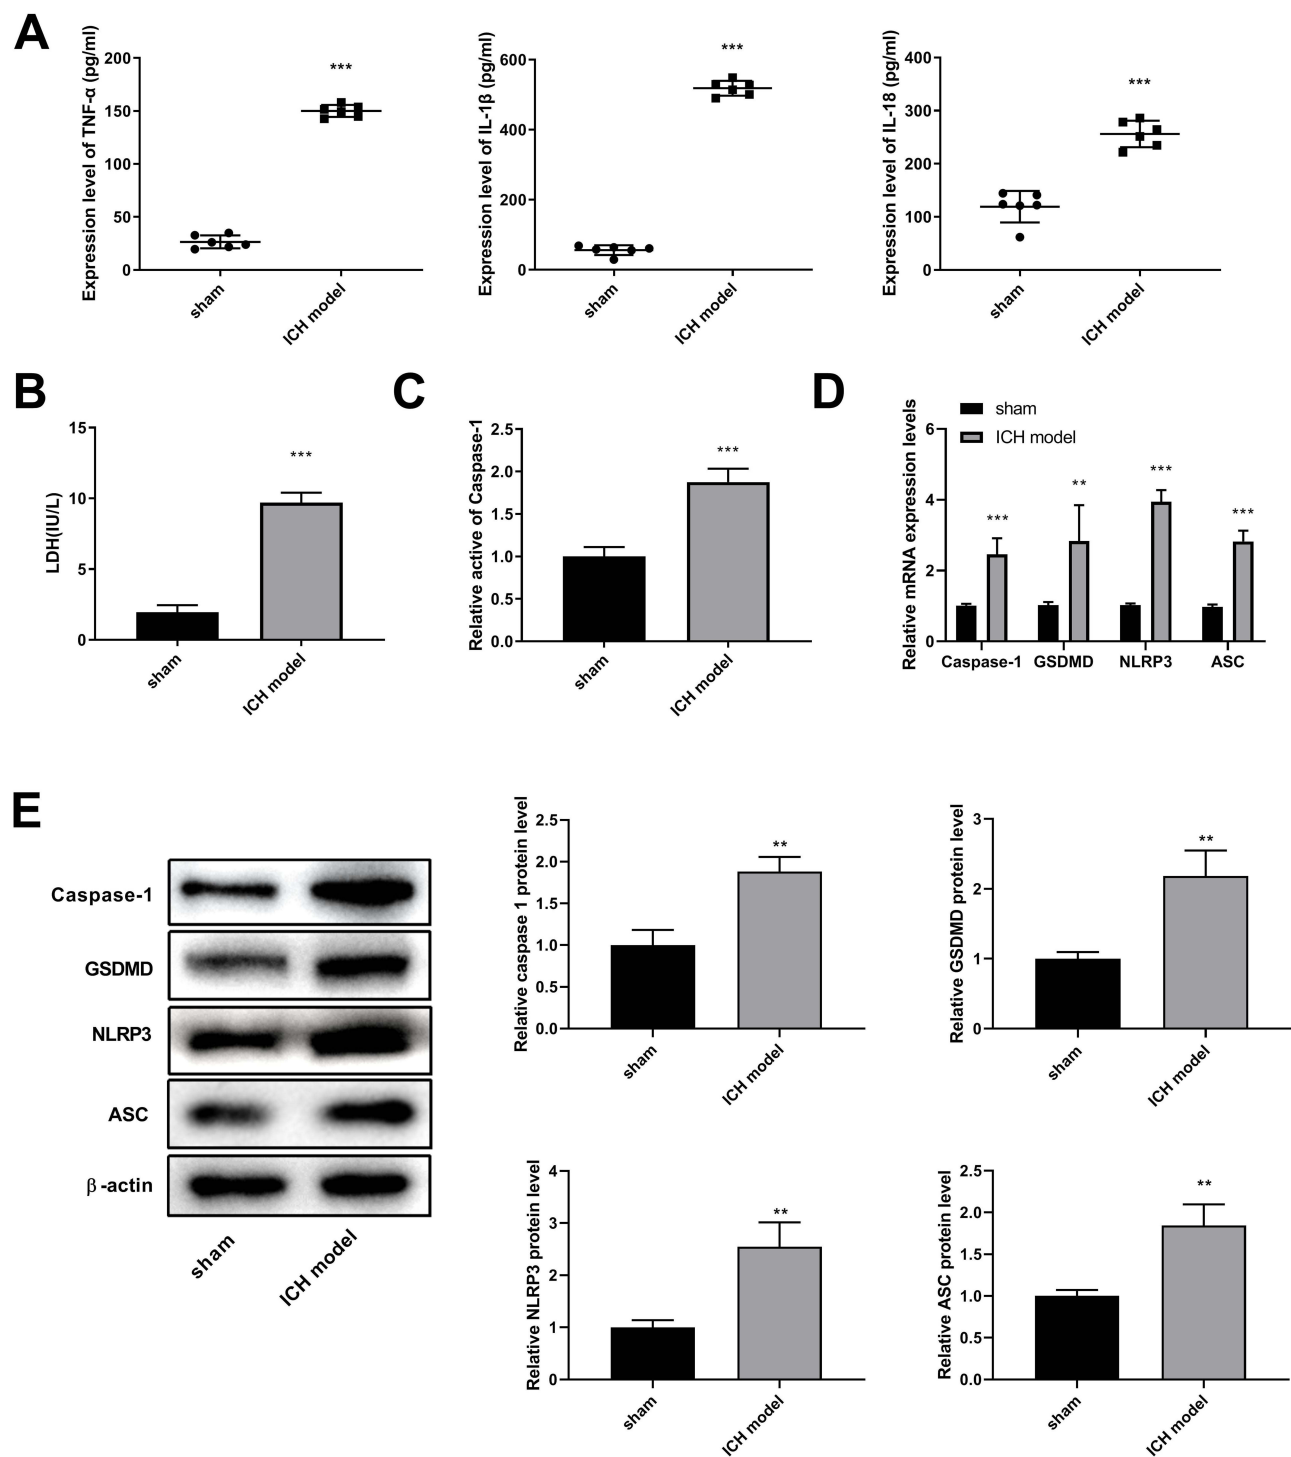 A
Expression level of TNF-α (pg/ml)
200
150
100
50
0
***
sham
ICH model
Expression level of IL-1β (pg/ml)
600
400
200
0
***
sham
ICH model
Expression level of IL-18 (pg/ml)
400
300
200
100
0
***
sham
ICH model
B
LDH(IU/L)
15
10
5
0
***
sham
ICH model
C
Relative active of Caspase-1
2.5
2.0
1.5
1.0
0.5
0.0
***
sham
ICH model
D
sham
ICH model
Relative mRNA expression levels
6
4
2
0
***
**
***
***
Caspase-1
GSDMD
NLRP3
ASC
E
Caspase-1
GSDMD
NLRP3
ASC
β-actin
sham
ICH model
Relative caspase 1 protein level
2.5
2.0
1.5
1.0
0.5
0.0
**
sham
ICH model
Relative GSDMD protein level
3
2
1
0
**
sham
ICH model
Relative NLRP3 protein level
4
3
2
1
0
**
sham
ICH model
Relative ASC protein level
2.5
2.0
1.5
1.0
0.5
0.0
**
sham
ICH model